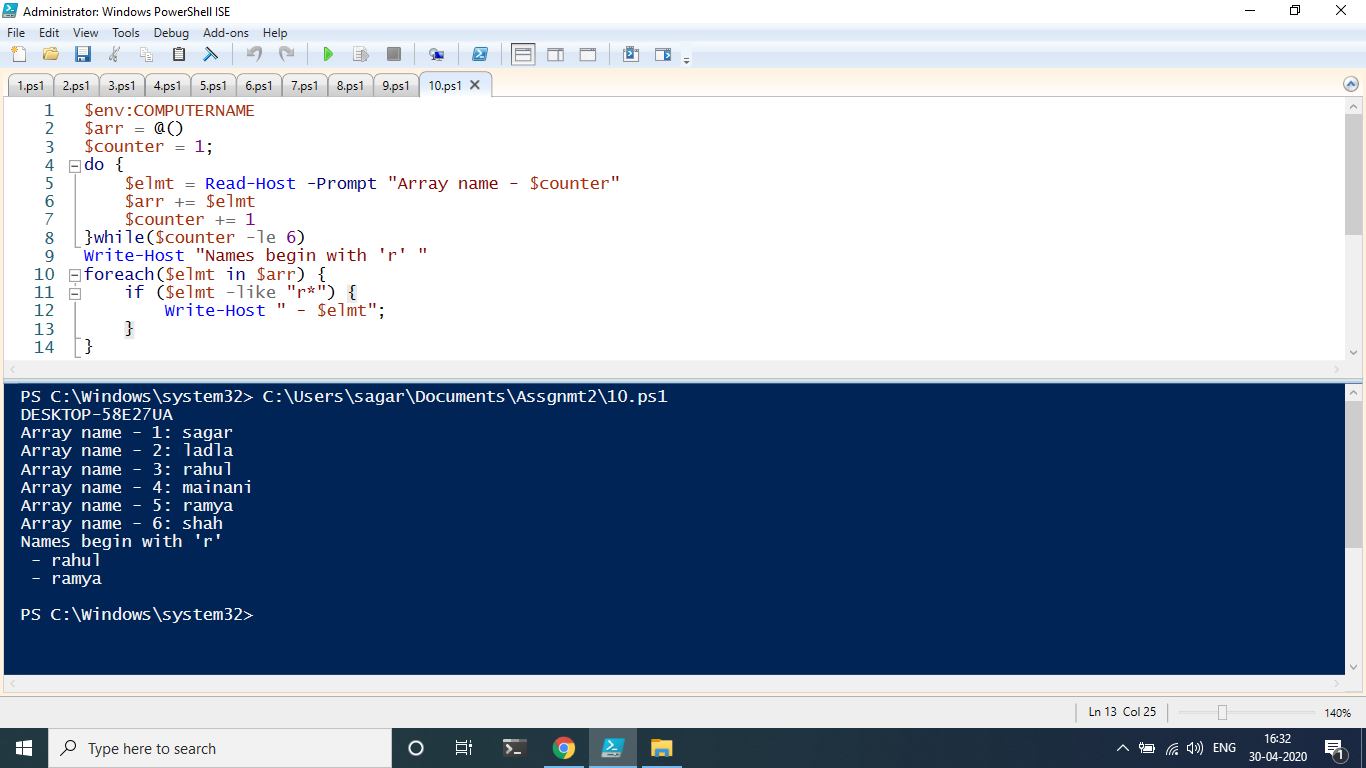 Administrator: Windows PowerShell ISE
File Edit View Tools Debug Add-ons Help
1.ps1 2.ps1 3.ps1 4.ps1 5.ps1 6.ps1 7.ps1 8.ps1 9.ps1 10.ps1
1 $env:COMPUTERNAME
2 $arr = @()
3 $counter = 1;
4 do {
5 $elmt = Read-Host -Prompt "Array name - $counter"
6 $arr += $elmt
7 $counter += 1
8 }while($counter -le 6)
9 Write-Host "Names begin with 'r' "
10 foreach($elmt in $arr) {
11 if ($elmt -like "r*") {
12 Write-Host " - $elmt";
13 }
14 }
PS C:\Windows\system32> C:\Users\sagar\Documents\Assgnmt2\10.ps1
DESKTOP-58E27UA
Array name - 1: sagar
Array name - 2: ladla
Array name - 3: rahul
Array name - 4: mainani
Array name - 5: ramya
Array name - 6: shah
Names begin with 'r'
- rahul
- ramya
PS C:\Windows\system32>
Ln 13 Col 25 140%
Type here to search
ENG
16:32
30-04-2020
1